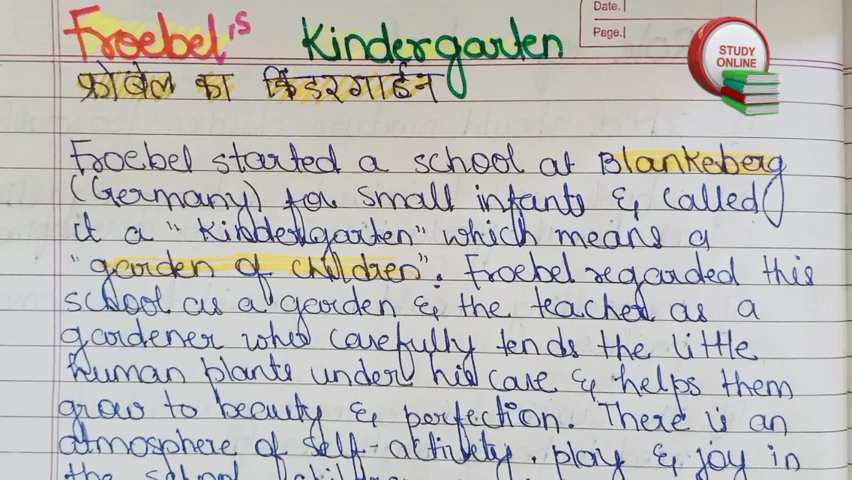 Date.
Page.
STUDY
ONLINE
Froebel's Kindergarten
फ्रोबेल का किंडरगार्डन
Froebel started a school at Blankeberg
(Germany) for small infants & called
it a "Kindergarten" which means a
"garden of children". Froebel regarded this
school as a garden & the teacher as a
gardener who carefully tends the little
human plants under his care & helps them
grow to beauty & perfection. There is an
atmosphere of self-activity, play & joy in
the school